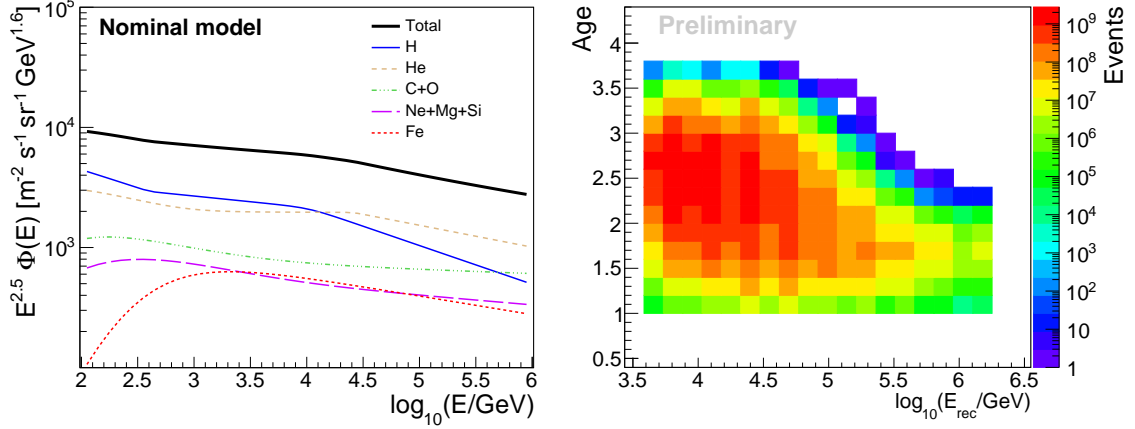 Nominal model
Total
H
He
C+O
Ne+Mg+Si
Fe
10^5
10^4
10^3
E^2.5 Φ(E) [m^-2 s^-1 sr^-1 GeV^1.6]
2 2.5 3 3.5 4 4.5 5 5.5 6
log_10(E/GeV)
Preliminary
Age
4
3.5
3
2.5
2
1.5
1
0.5
3.5 4 4.5 5 5.5 6 6.5
log_10(E_rec/GeV)
10^9
10^8
10^7
10^6
10^5
10^4
10^3
10^2
10
1
Events